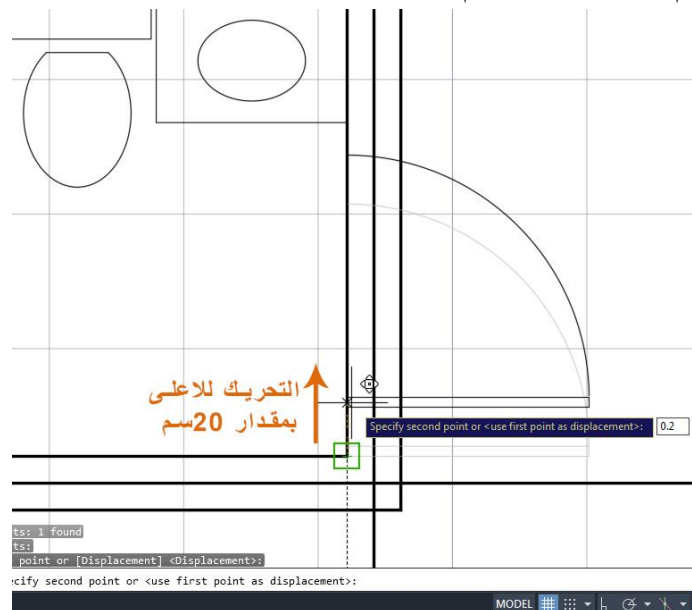 التحريك للاعلى
بمقدار 20سم
Specify second point or <use first point as displacement>: 0.2
ts: 1 found
ts:
point or [Displacement] <Displacement>:
cify second point or <use first point as displacement>:
MODEL